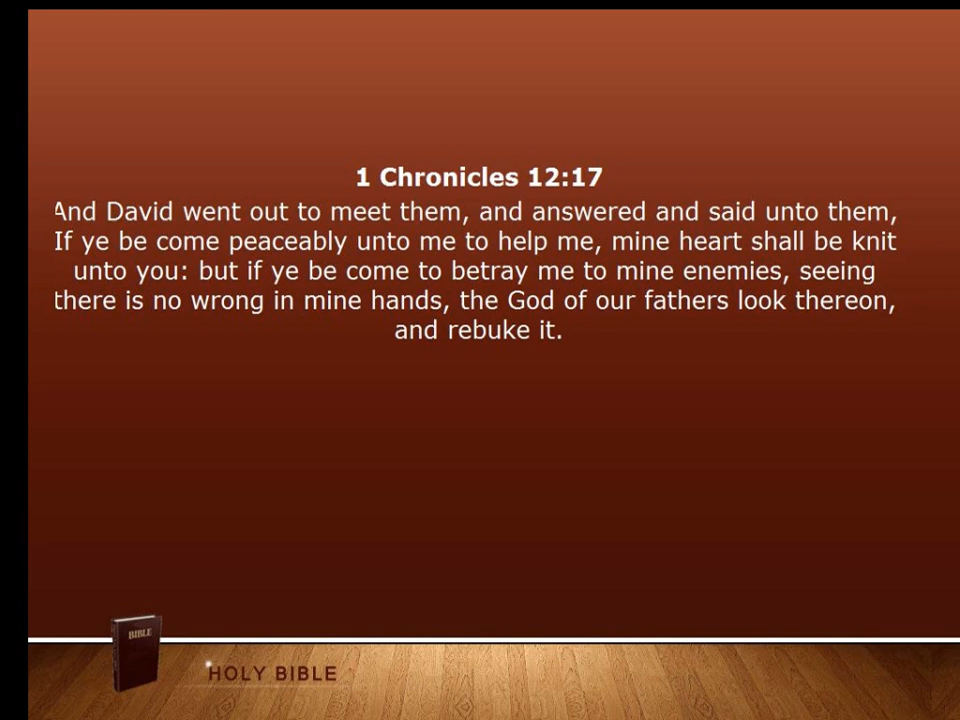 1 Chronicles 12:17
And David went out to meet them, and answered and said unto them,
If ye be come peaceably unto me to help me, mine heart shall be knit
unto you: but if ye be come to betray me to mine enemies, seeing
there is no wrong in mine hands, the God of our fathers look thereon,
and rebuke it.
BIBLE
HOLY BIBLE